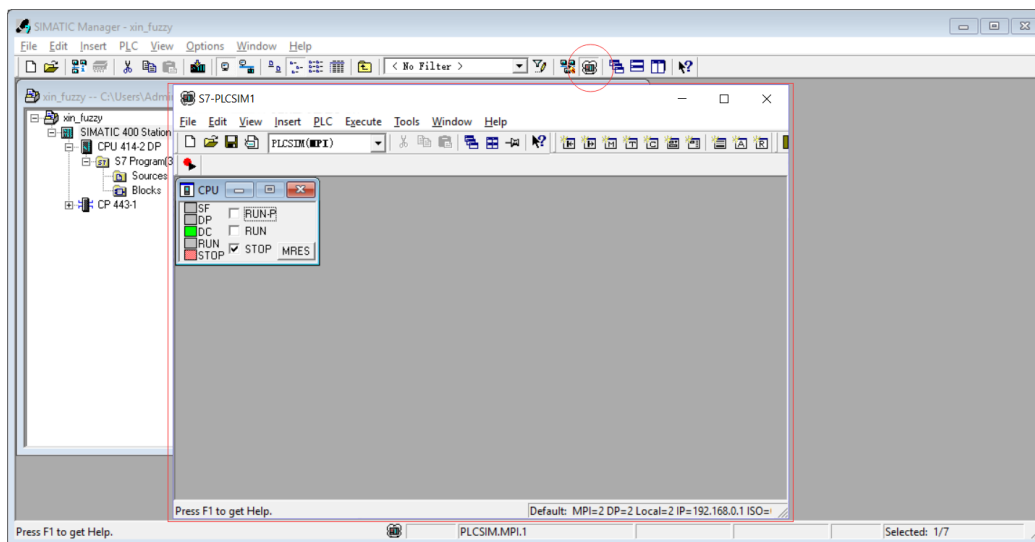 SIMATIC Manager - xin_fuzzy
File Edit Insert PLC View Options Window Help
< No Filter >
xin_fuzzy -- C:\Users\Admi
xin_fuzzy
SIMATIC 400 Station
CPU 414-2 DP
S7 Program(3
Sources
Blocks
CP 443-1
S7-PLCSIM1
File Edit View Insert PLC Execute Tools Window Help
PLCSIM(MPI)
CPU
SF
DP
DC
RUN
STOP
RUN-P
RUN
STOP
MRES
Press F1 to get Help.
Default: MPI=2 DP=2 Local=2 IP=192.168.0.1 ISO=
Press F1 to get Help.
PLCSIM.MPI.1
Selected: 1/7